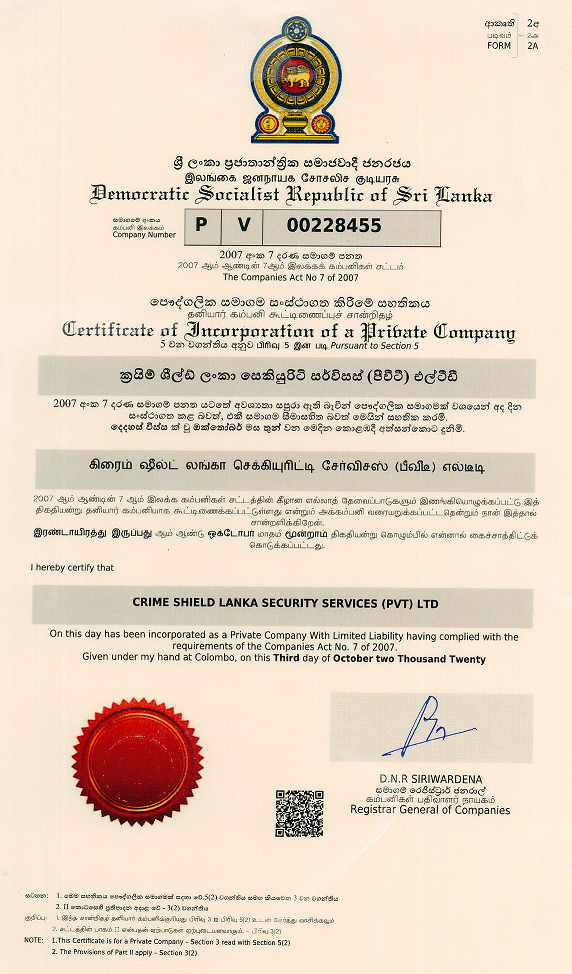 ආකෘති 2අ
படிவம் 2அ
FORM 2A
ශ්‍රී ලංකා ප්‍රජාතාන්ත්‍රික සමාජවාදී ජනරජය
இலங்கை ஜனநாயக சோசலிச குடியரசு
Democratic Socialist Republic of Sri Lanka
සමාගමේ අංකය
கம்பனி இலக்கம்
Company Number
P V 00228455
2007 අංක 7 දරණ සමාගම් පනත
2007 ஆம் ஆண்டின் 7ஆம் இலக்கக் கம்பனிகள் சட்டம்
The Companies Act No 7 of 2007
පෞද්ගලික සමාගම සංස්ථාගත කිරීමේ සහතිකය
தனியார் கம்பனி கூட்டிணைப்புச் சான்றிதழ்
Certificate of Incorporation of a Private Company
5 වන වගන්තිය අනුව பிரிவு 5 இன் படி Pursuant to Section 5
ක්‍රයිම් ශීල්ඩ් ලංකා සෙකියුරිටි සර්විසස් (පීවීටී) එල්ටීඩී
2007 අංක 7 දරණ සමාගම් පනත යටතේ අවශ්‍යතා සපුරා ඇති බැවින් පෞද්ගලික සමාගමක් වශයෙන් අද දින
සංස්ථාගත කළ බවත්, එකී සමාගම සීමාසහිත බවත් මෙයින් සහතික කරමි.
දෙදහස් විස්ස ක් වූ ඔක්තෝබර් මස තුන් වන මෙදින කොළඹදී අත්සන්කොට දුනිමි.
கிரைம் ஷீல்ட் லங்கா செக்கியுரிட்டி சேர்விசஸ் (பீவீடீ) எல்டீடி
2007 ஆம் ஆண்டின் 7 ஆம் இலக்க கம்பனிகள் சட்டத்தின் கீழான எல்லாத் தேவைப்பாடுகளும் இணங்கியொழுக்கப்பட்டு இத்
திகதியன்று தனியார் கம்பனியாக கூட்டிணைக்கப்பட்டுள்ளது என்றும் அக்கம்பனி வரையறுக்கப்பட்டதென்றும் நான் இத்தால்
சான்றளிக்கிறேன்.
இரண்டாயிரத்து இருபது ஆம் ஆண்டு ஒக்டோபர் மாதம் மூன்றாம் திகதியன்று கொழும்பில் என்னால் கைச்சாத்திட்டுக்
கொடுக்கப்பட்டது.
I hereby certify that
CRIME SHIELD LANKA SECURITY SERVICES (PVT) LTD
On this day has been incorporated as a Private Company With Limited Liability having complied with the
requirements of the Companies Act No. 7 of 2007.
Given under my hand at Colombo, on this Third day of October two Thousand Twenty
D.N.R SIRIWARDENA
සමාගම් රෙජිස්ට්‍රාර් ජනරාල්
கம்பனிகள் பதிவாளர் நாயகம்
Registrar General of Companies
සටහන: 1. මෙම සහතිකය පෞද්ගලික සමාගමක් සඳහා වේ.5(2) වගන්තිය සමග කියවෙන 3 වන වගන්තිය
2. II කොටසෙහි ප්‍රතිපාදන අදාළ වේ - 3(2) වගන්තිය
குறிப்பு: 1. இந்த சான்றிதழ் தனியார் கம்பனிக்குரியது பிரிவு 3 ஐ பிரிவு 5(2) உடன் சேர்த்து வாசிக்கவும்
2. சட்டத்தின் பாகம் II என்பதன் ஏற்பாடுகள் ஏற்புடையனவாகும். – பிரிவு 3(2)
NOTE: 1.This Certificate is for a Private Company – Section 3 read with Section 5(2)
2. The Provisions of Part II apply – Section 3(2)